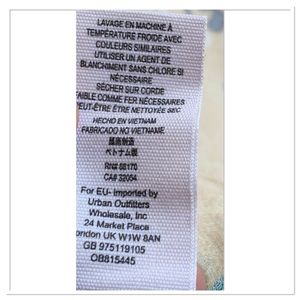 LAVAGE EN MACHINE À
TEMPÉRATURE FROIDE AVEC
COULEURS SIMILAIRES
UTILISER UN AGENT DE
BLANCHIMENT SANS CHLORE SI
NÉCESSAIRE
SÉCHER SUR CORDE
FAIBLE COMME FER NÉCESSAIRES
PEUT-ÊTRE ÊTRE NETTOYÉE SEC
HECHO EN VIETNAM
FABRICADO NO VIETNAME
越南制造
ベトナム製
RN# 66170
CA# 32054
For EU- Imported by
Urban Outfitters
Wholesale, Inc
24 Market Place
London UK W1W 8AN
GB 975119105
OB815445